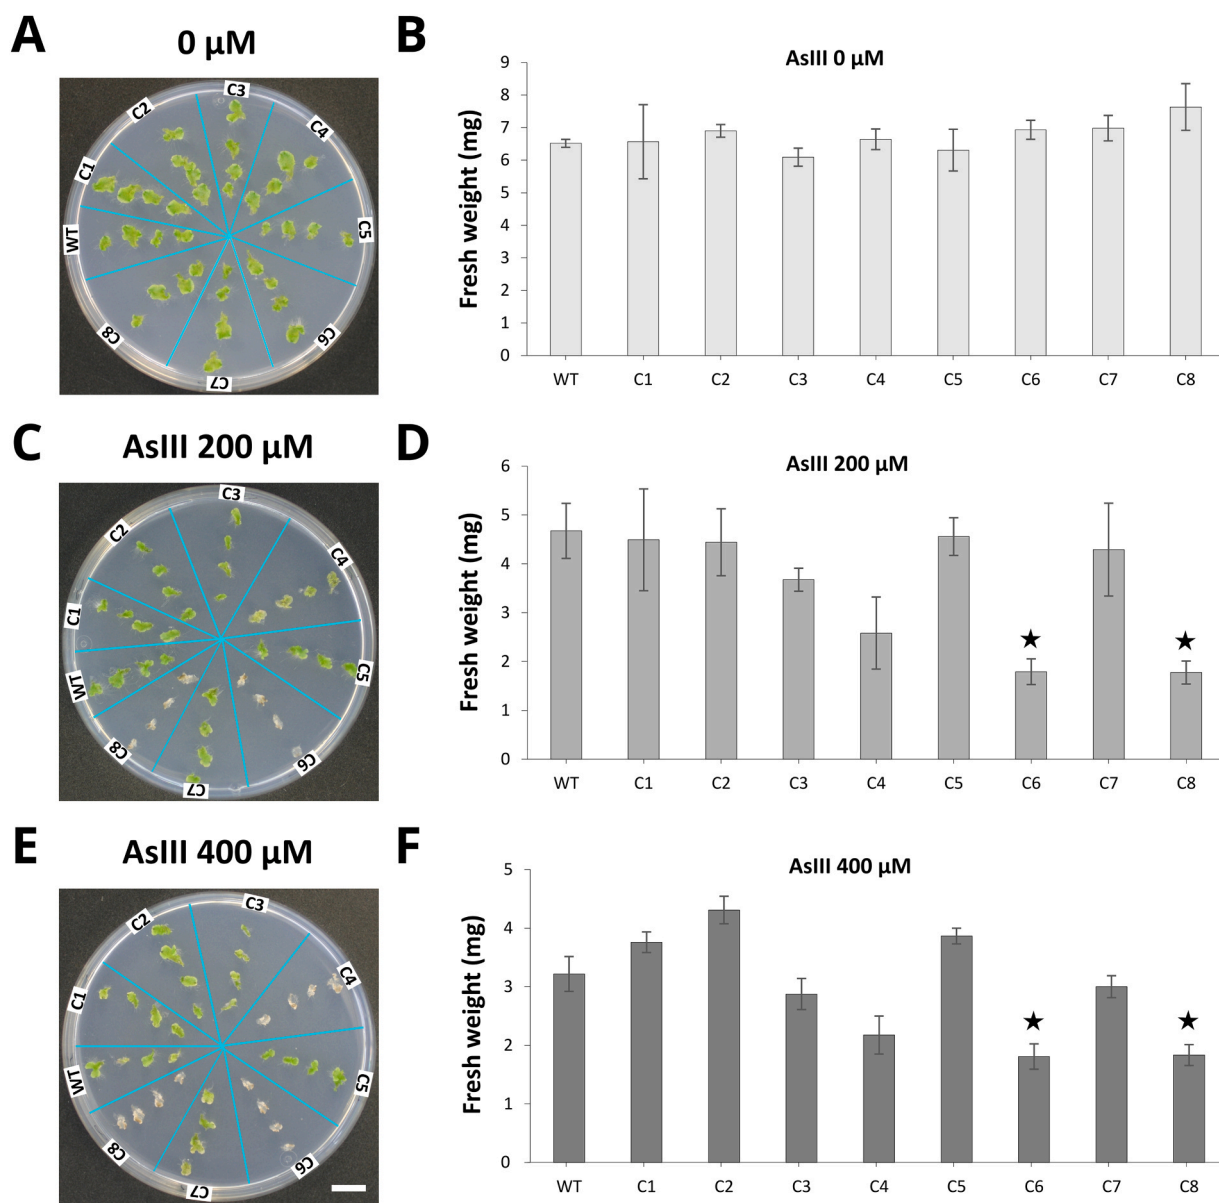 A
0 µM
C1
C2
C3
C4
WT
C5
C8
C7
C6
B
AsIII 0 µM
Fresh weight (mg)
9
8
7
6
5
4
3
2
1
0
WT C1 C2 C3 C4 C5 C6 C7 C8
C
AsIII 200 µM
C3
C2
C4
C1
WT
C5
C8
C7
C6
D
AsIII 200 µM
Fresh weight (mg)
6
5
4
3
2
1
0
WT C1 C2 C3 C4 C5 C6 C7 C8
E
AsIII 400 µM
C3
C2
C4
C1
WT
C5
C8
C7
C6
F
AsIII 400 µM
Fresh weight (mg)
5
4
3
2
1
0
WT C1 C2 C3 C4 C5 C6 C7 C8